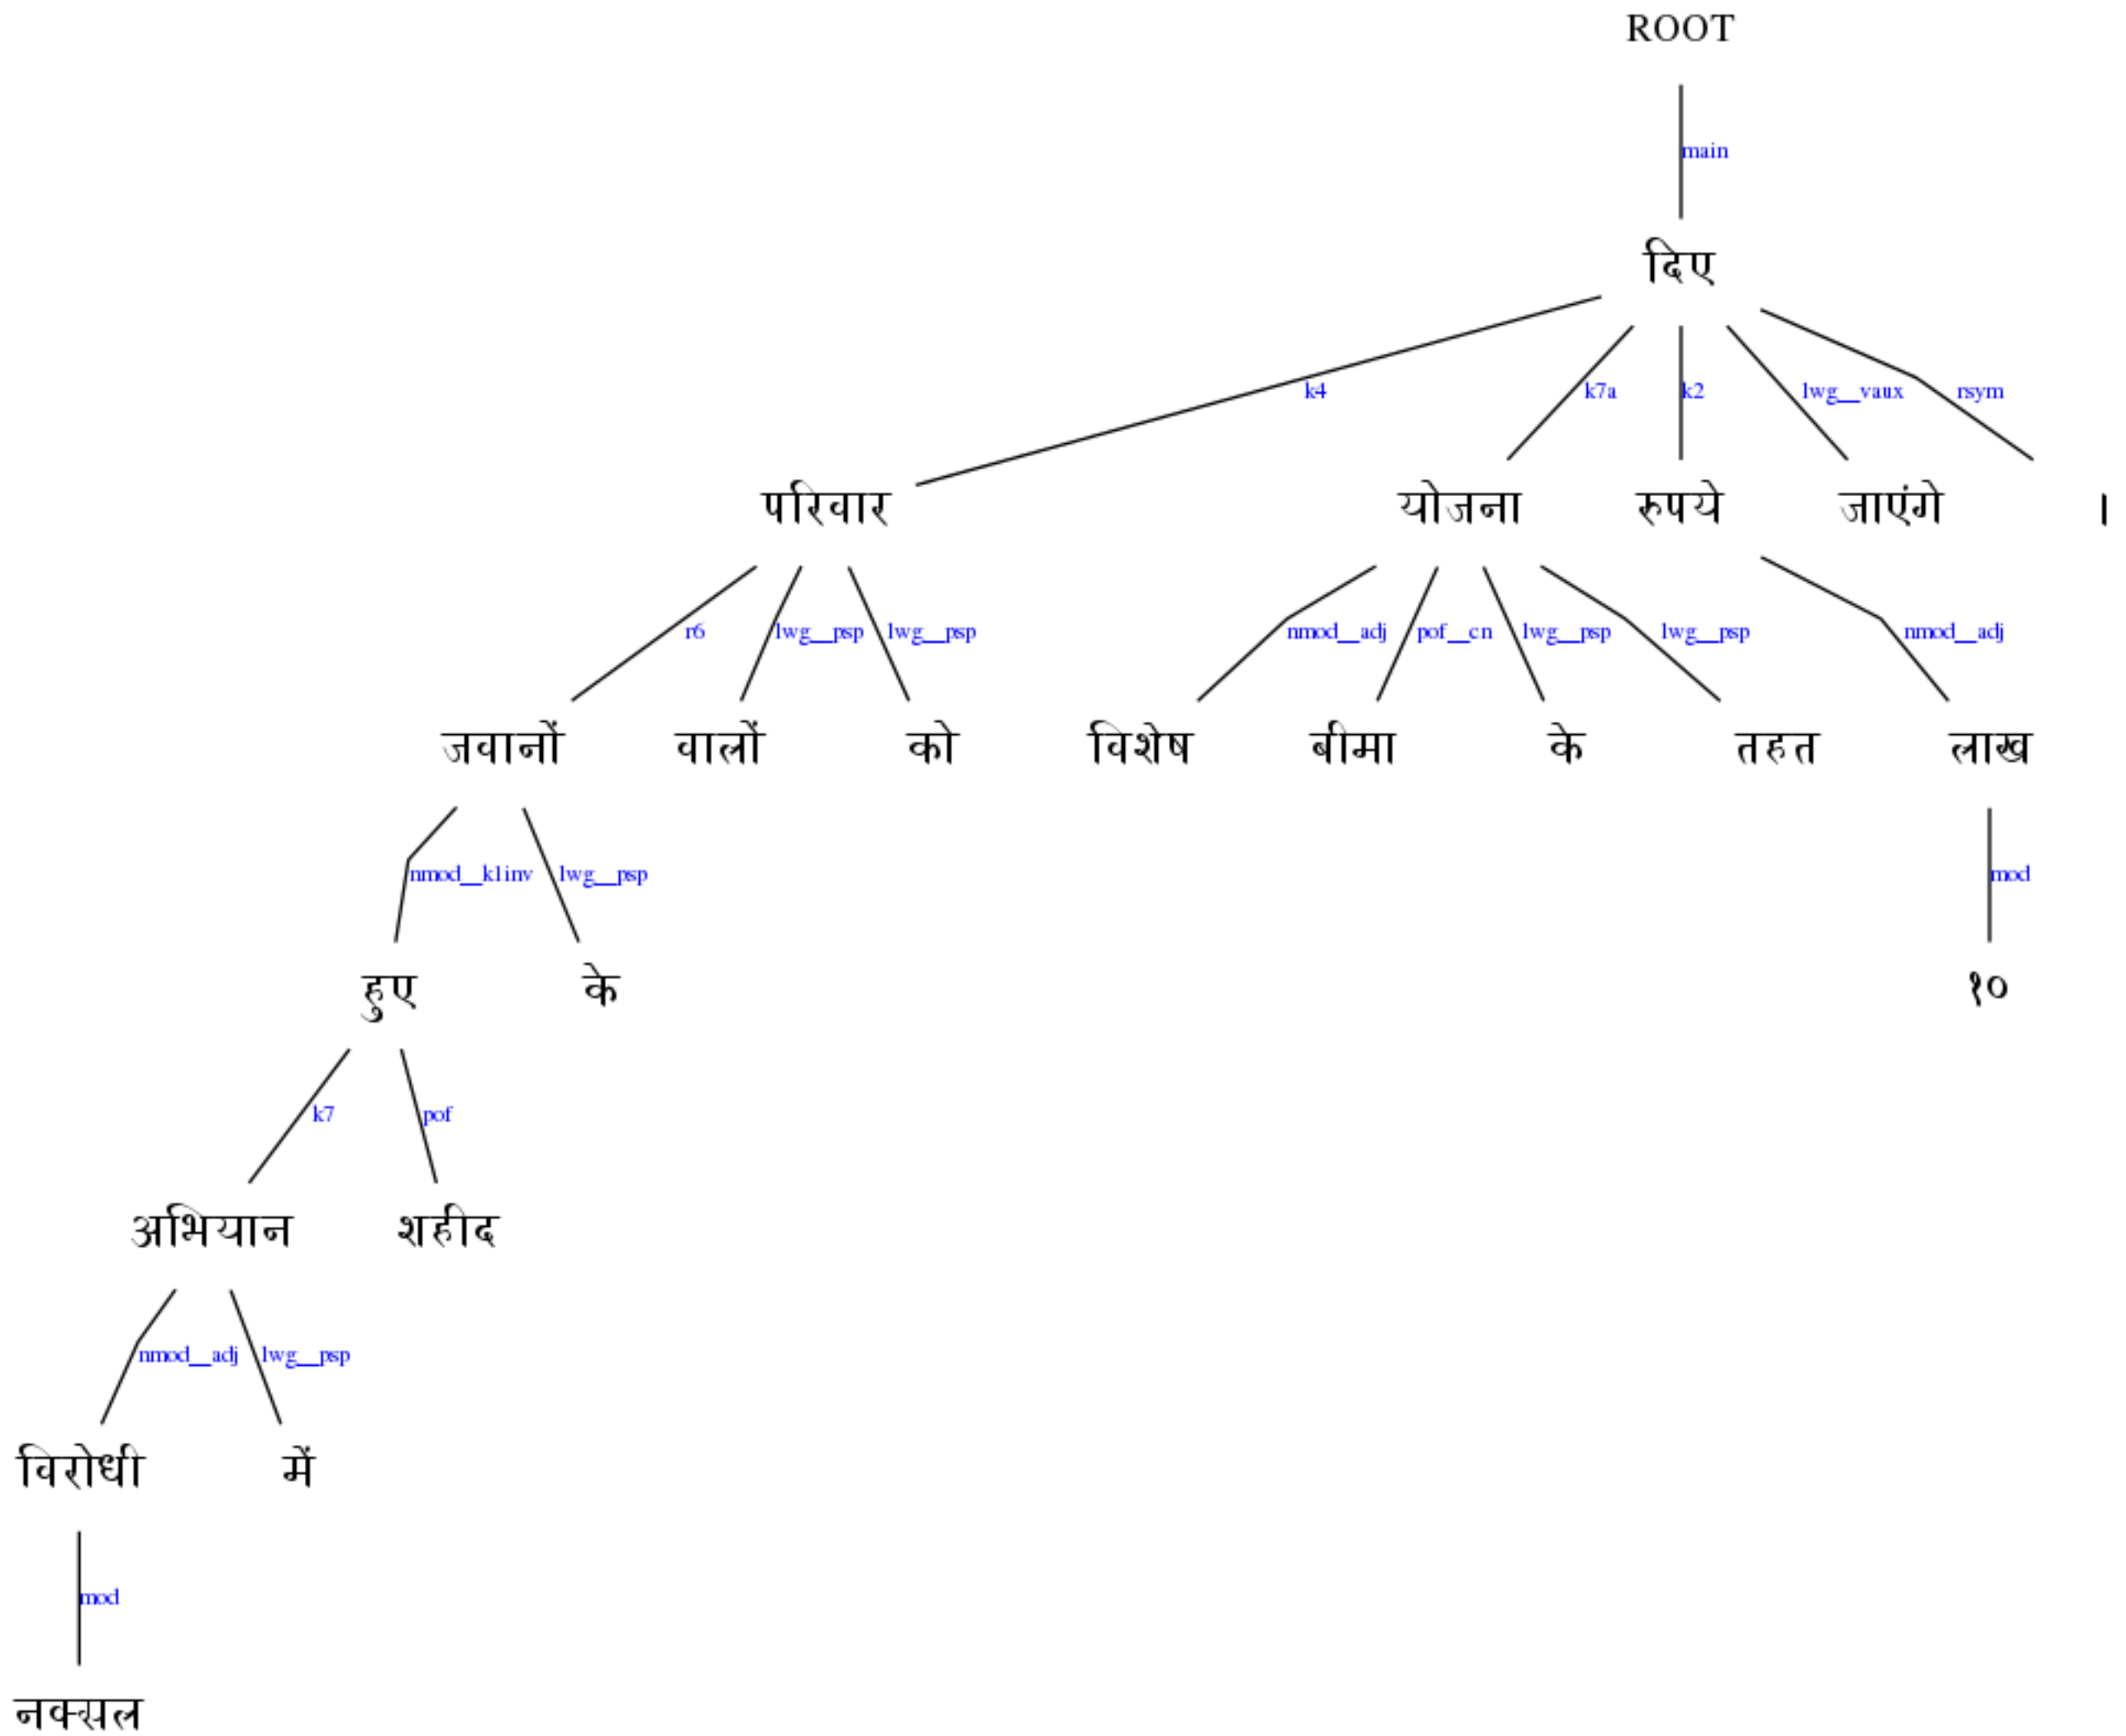 ROOT
main
दिए
k4 k7a k2 lwg__vaux rsym
परिवार योजना रुपये जाएंगे ।
r6 lwg__psp lwg__psp nmod__adj pof__cn lwg__psp lwg__psp nmod__adj
जवानों वालों को विशेष बीमा के तहत लाख
nmod__k1inv lwg__psp mod
हुए के १०
k7 pof
अभियान शहीद
nmod__adj lwg__psp
विरोधी में
mod
नक्सल